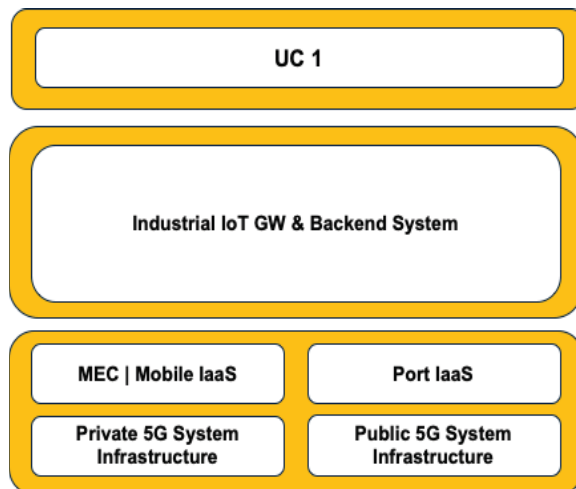 UC 1
Industrial IoT GW & Backend System
MEC | Mobile IaaS
Port IaaS
Private 5G System
Infrastructure
Public 5G System
Infrastructure